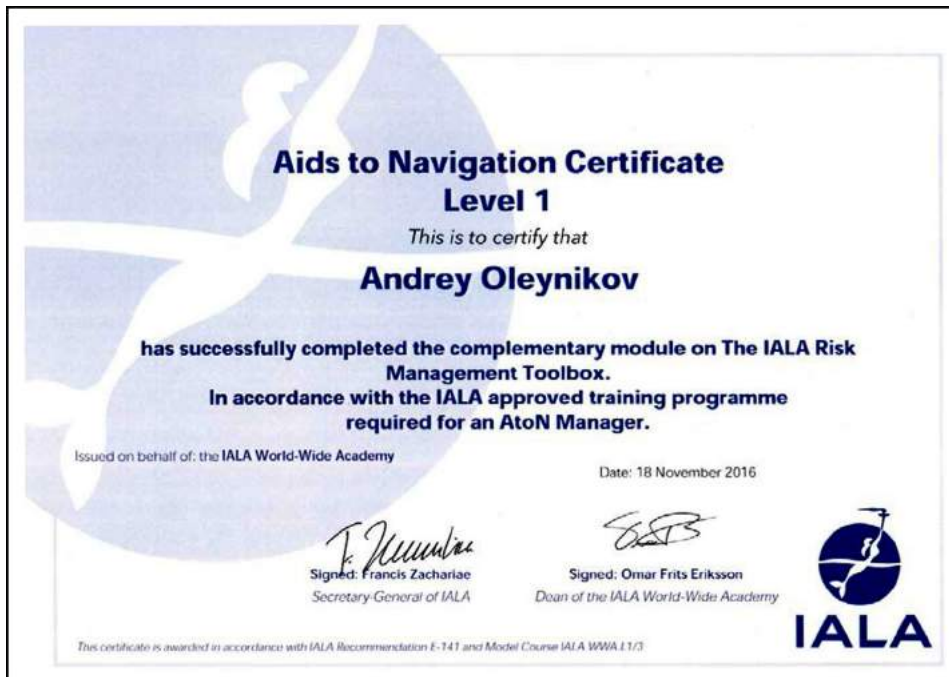 Aids to Navigation Certificate
Level 1
This is to certify that
Andrey Oleynikov
has successfully completed the complementary module on The IALA Risk
Management Toolbox.
In accordance with the IALA approved training programme
required for an AtoN Manager.
Issued on behalf of: the IALA World-Wide Academy
Date: 18 November 2016
Signed: Francis Zachariae
Secretary-General of IALA
Signed: Omar Frits Eriksson
Dean of the IALA World-Wide Academy
IALA
This certificate is awarded in accordance with IALA Recommendation E-141 and Model Course IALA WWA L1/3